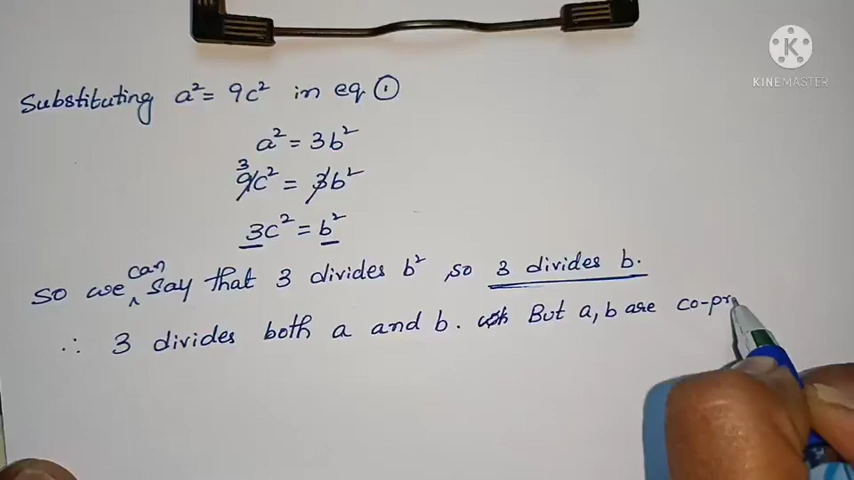 Substituting a² = 9c² in eq ①
a² = 3b²
3
9c² = 3b²
3c² = b²
can
So we ‸ say that 3 divides b², so 3 divides b.
∴ 3 divides both a and b. But a, b are co-pr
K
KINEMASTER